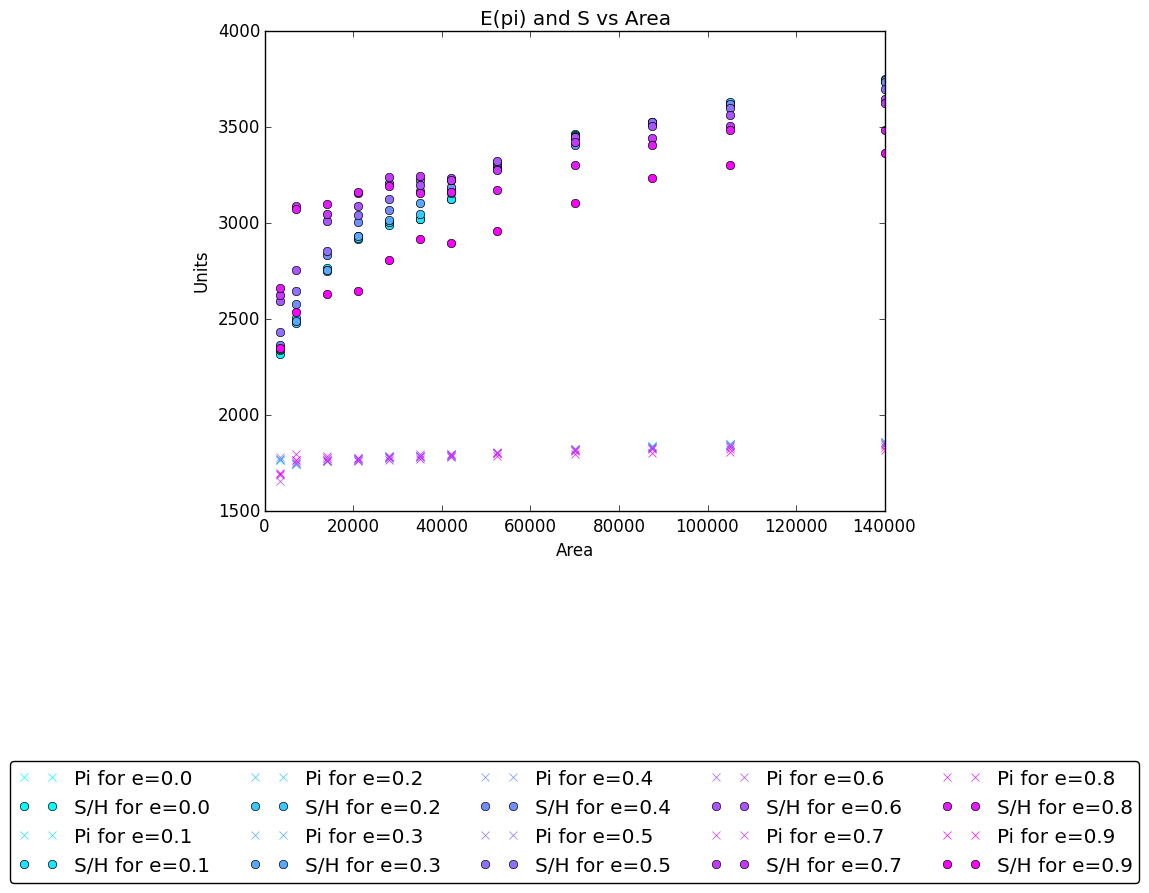 E(pi) and S vs Area
4000
3500
3000
2500
2000
1500
Units
0 20000 40000 60000 80000 100000 120000 140000
Area
Pi for e=0.0 Pi for e=0.2 Pi for e=0.4 Pi for e=0.6 Pi for e=0.8
S/H for e=0.0 S/H for e=0.2 S/H for e=0.4 S/H for e=0.6 S/H for e=0.8
Pi for e=0.1 Pi for e=0.3 Pi for e=0.5 Pi for e=0.7 Pi for e=0.9
S/H for e=0.1 S/H for e=0.3 S/H for e=0.5 S/H for e=0.7 S/H for e=0.9